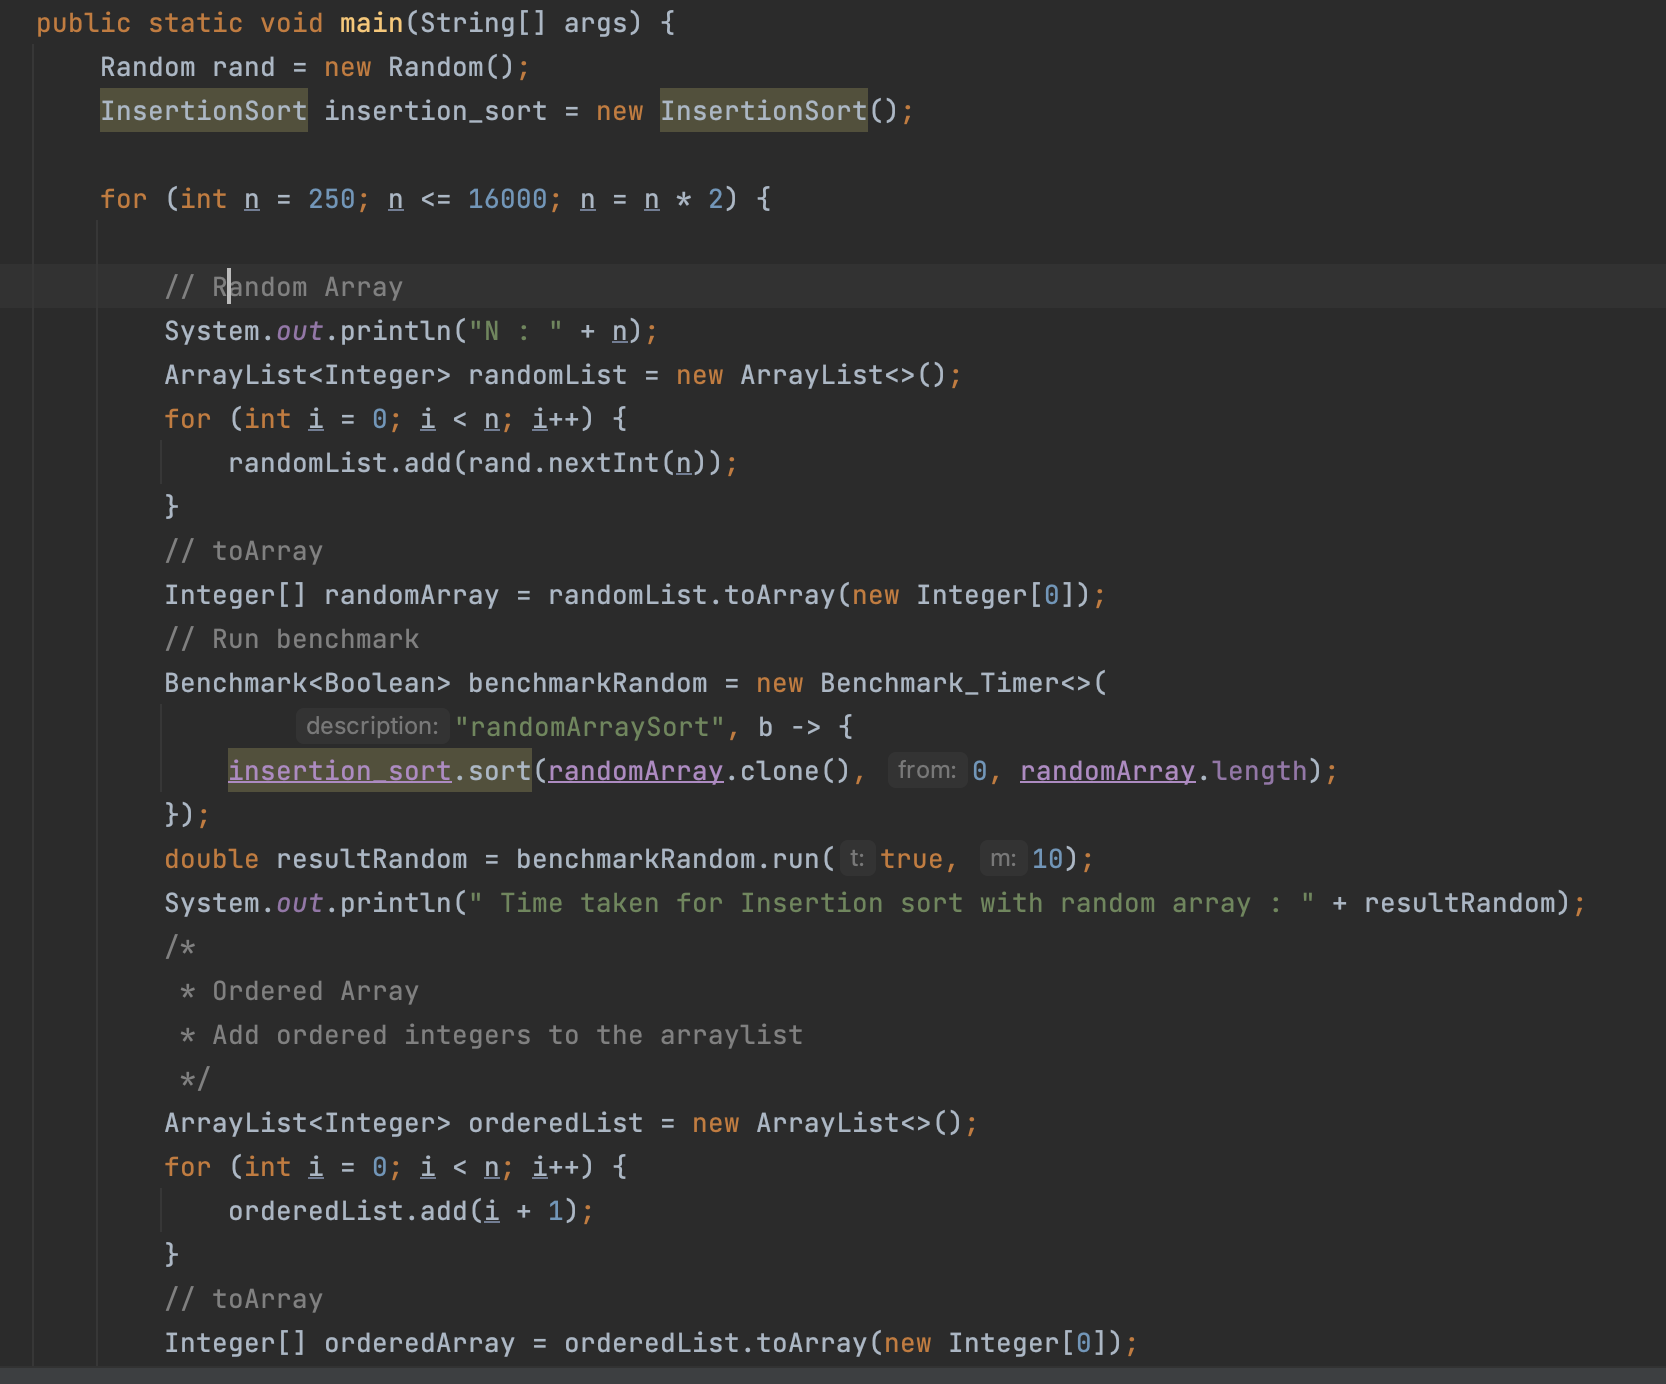 public static void main(String[] args) {
Random rand = new Random();
InsertionSort insertion_sort = new InsertionSort();
for (int n = 250; n <= 16000; n = n * 2) {
// Random Array
System.out.println("N : " + n);
ArrayList<Integer> randomList = new ArrayList<>();
for (int i = 0; i < n; i++) {
randomList.add(rand.nextInt(n));
}
// toArray
Integer[] randomArray = randomList.toArray(new Integer[0]);
// Run benchmark
Benchmark<Boolean> benchmarkRandom = new Benchmark_Timer<>(
description: "randomArraySort", b -> {
insertion_sort.sort(randomArray.clone(), from: 0, randomArray.length);
});
double resultRandom = benchmarkRandom.run( t: true, m: 10);
System.out.println(" Time taken for Insertion sort with random array : " + resultRandom);
/*
* Ordered Array
* Add ordered integers to the arraylist
*/
ArrayList<Integer> orderedList = new ArrayList<>();
for (int i = 0; i < n; i++) {
orderedList.add(i + 1);
}
// toArray
Integer[] orderedArray = orderedList.toArray(new Integer[0]);